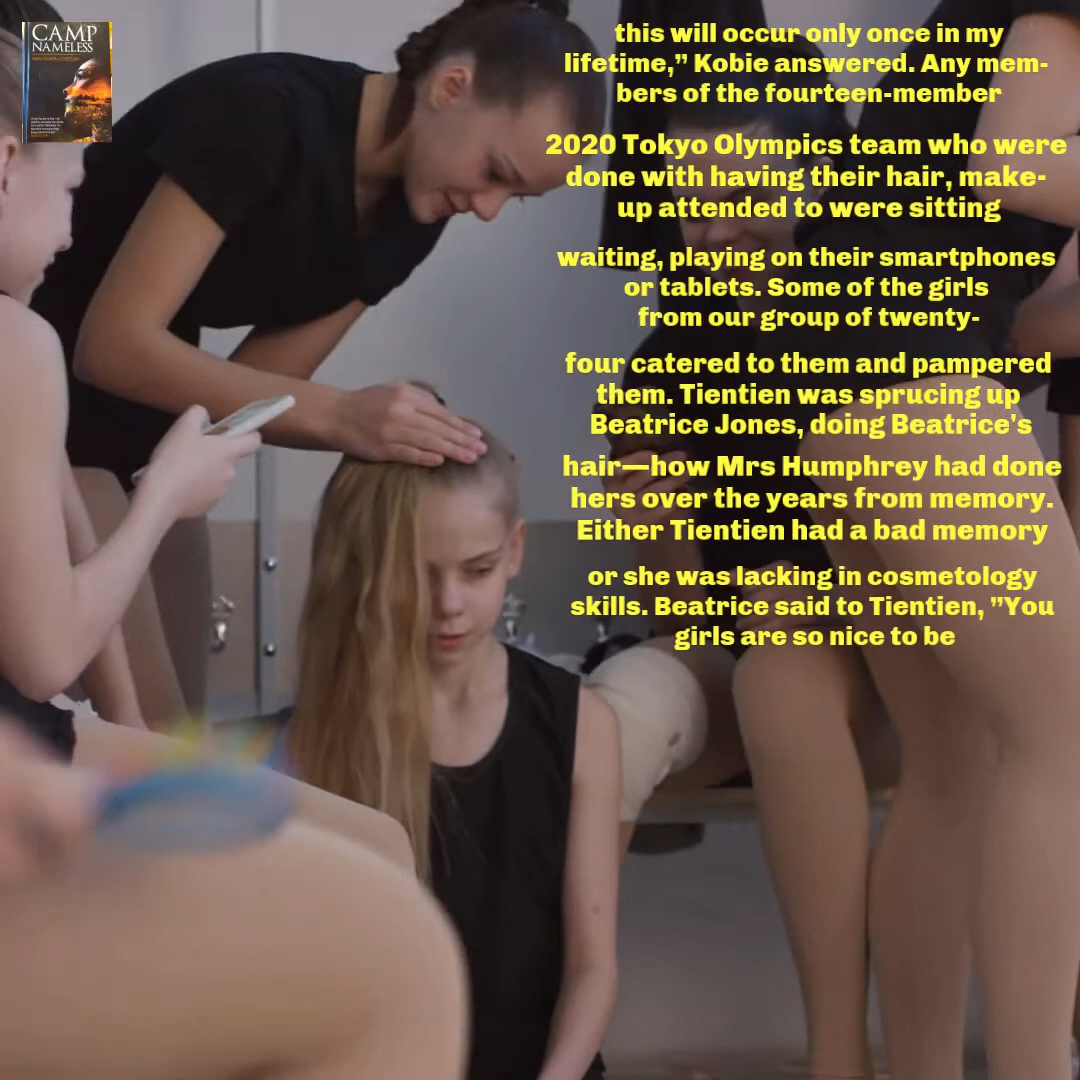 CAMP
NAMELESS
this will occur only once in my
lifetime,” Kobie answered. Any mem-
bers of the fourteen-member
2020 Tokyo Olympics team who were
done with having their hair, make-
up attended to were sitting
waiting, playing on their smartphones
or tablets. Some of the girls
from our group of twenty-
four catered to them and pampered
them. Tientien was sprucing up
Beatrice Jones, doing Beatrice's
hair—how Mrs Humphrey had done
hers over the years from memory.
Either Tientien had a bad memory
or she was lacking in cosmetology
skills. Beatrice said to Tientien, ”You
girls are so nice to be